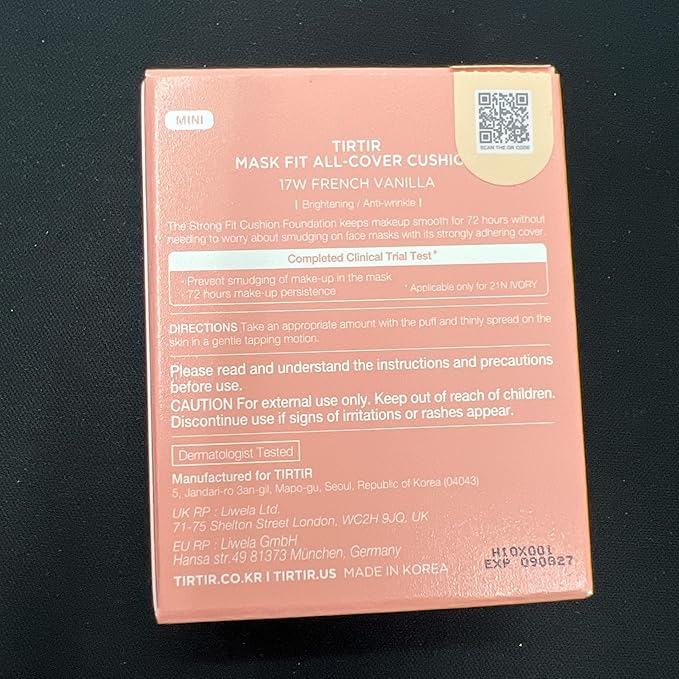 MINI
SCAN THE QR CODE
TIRTIR
MASK FIT ALL-COVER CUSHIO
17W FRENCH VANILLA
| Brightening / Anti-wrinkle |
The Strong Fit Cushion Foundation keeps makeup smooth for 72 hours without
needing to worry about smudging on face masks with its strongly adhering cover.
Completed Clinical Trial Test*
- Prevent smudging of make-up in the mask
- 72 hours make-up persistence
* Applicable only for 21N IVORY
DIRECTIONS Take an appropriate amount with the puff and thinly spread on the
skin in a gentle tapping motion.
Please read and understand the instructions and precautions
before use.
CAUTION For external use only. Keep out of reach of children.
Discontinue use if signs of irritations or rashes appear.
Dermatologist Tested
Manufactured for TIRTIR
5, Jandari-ro 3an-gil, Mapo-gu, Seoul, Republic of Korea (04043)
UK RP : Liwela Ltd.
71-75 Shelton Street London, WC2H 9JQ, UK
EU RP : Liwela GmbH
Hansa str.49 81373 München, Germany
TIRTIR.CO.KR | TIRTIR.US MADE IN KOREA
H10X001
EXP 090827